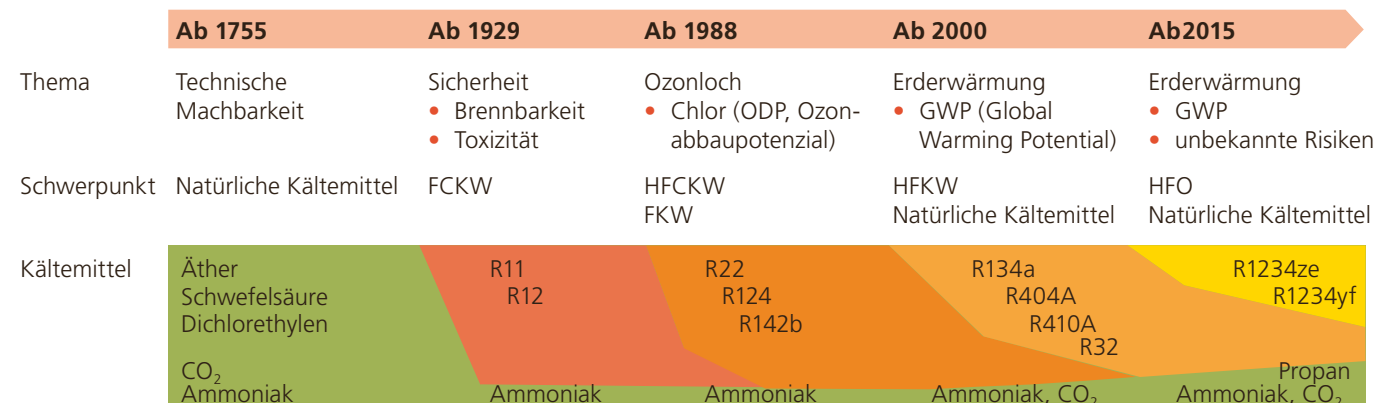 Ab 1755 Ab 1929 Ab 1988 Ab 2000 Ab2015
Thema Technische Sicherheit Ozonloch Erderwärmung Erderwärmung
Machbarkeit • Brennbarkeit • Chlor (ODP, Ozon- • GWP (Global • GWP
• Toxizität abbaupotenzial) Warming Potential) • unbekannte Risiken
Schwerpunkt Natürliche Kältemittel FCKW HFCKW HFKW HFO
FKW Natürliche Kältemittel Natürliche Kältemittel
Kältemittel Äther R11 R22 R134a R1234ze
Schwefelsäure R12 R124 R404A R1234yf
Dichlorethylen R142b R410A
R32
CO₂ Propan
Ammoniak Ammoniak Ammoniak Ammoniak, CO₂ Ammoniak, CO₂